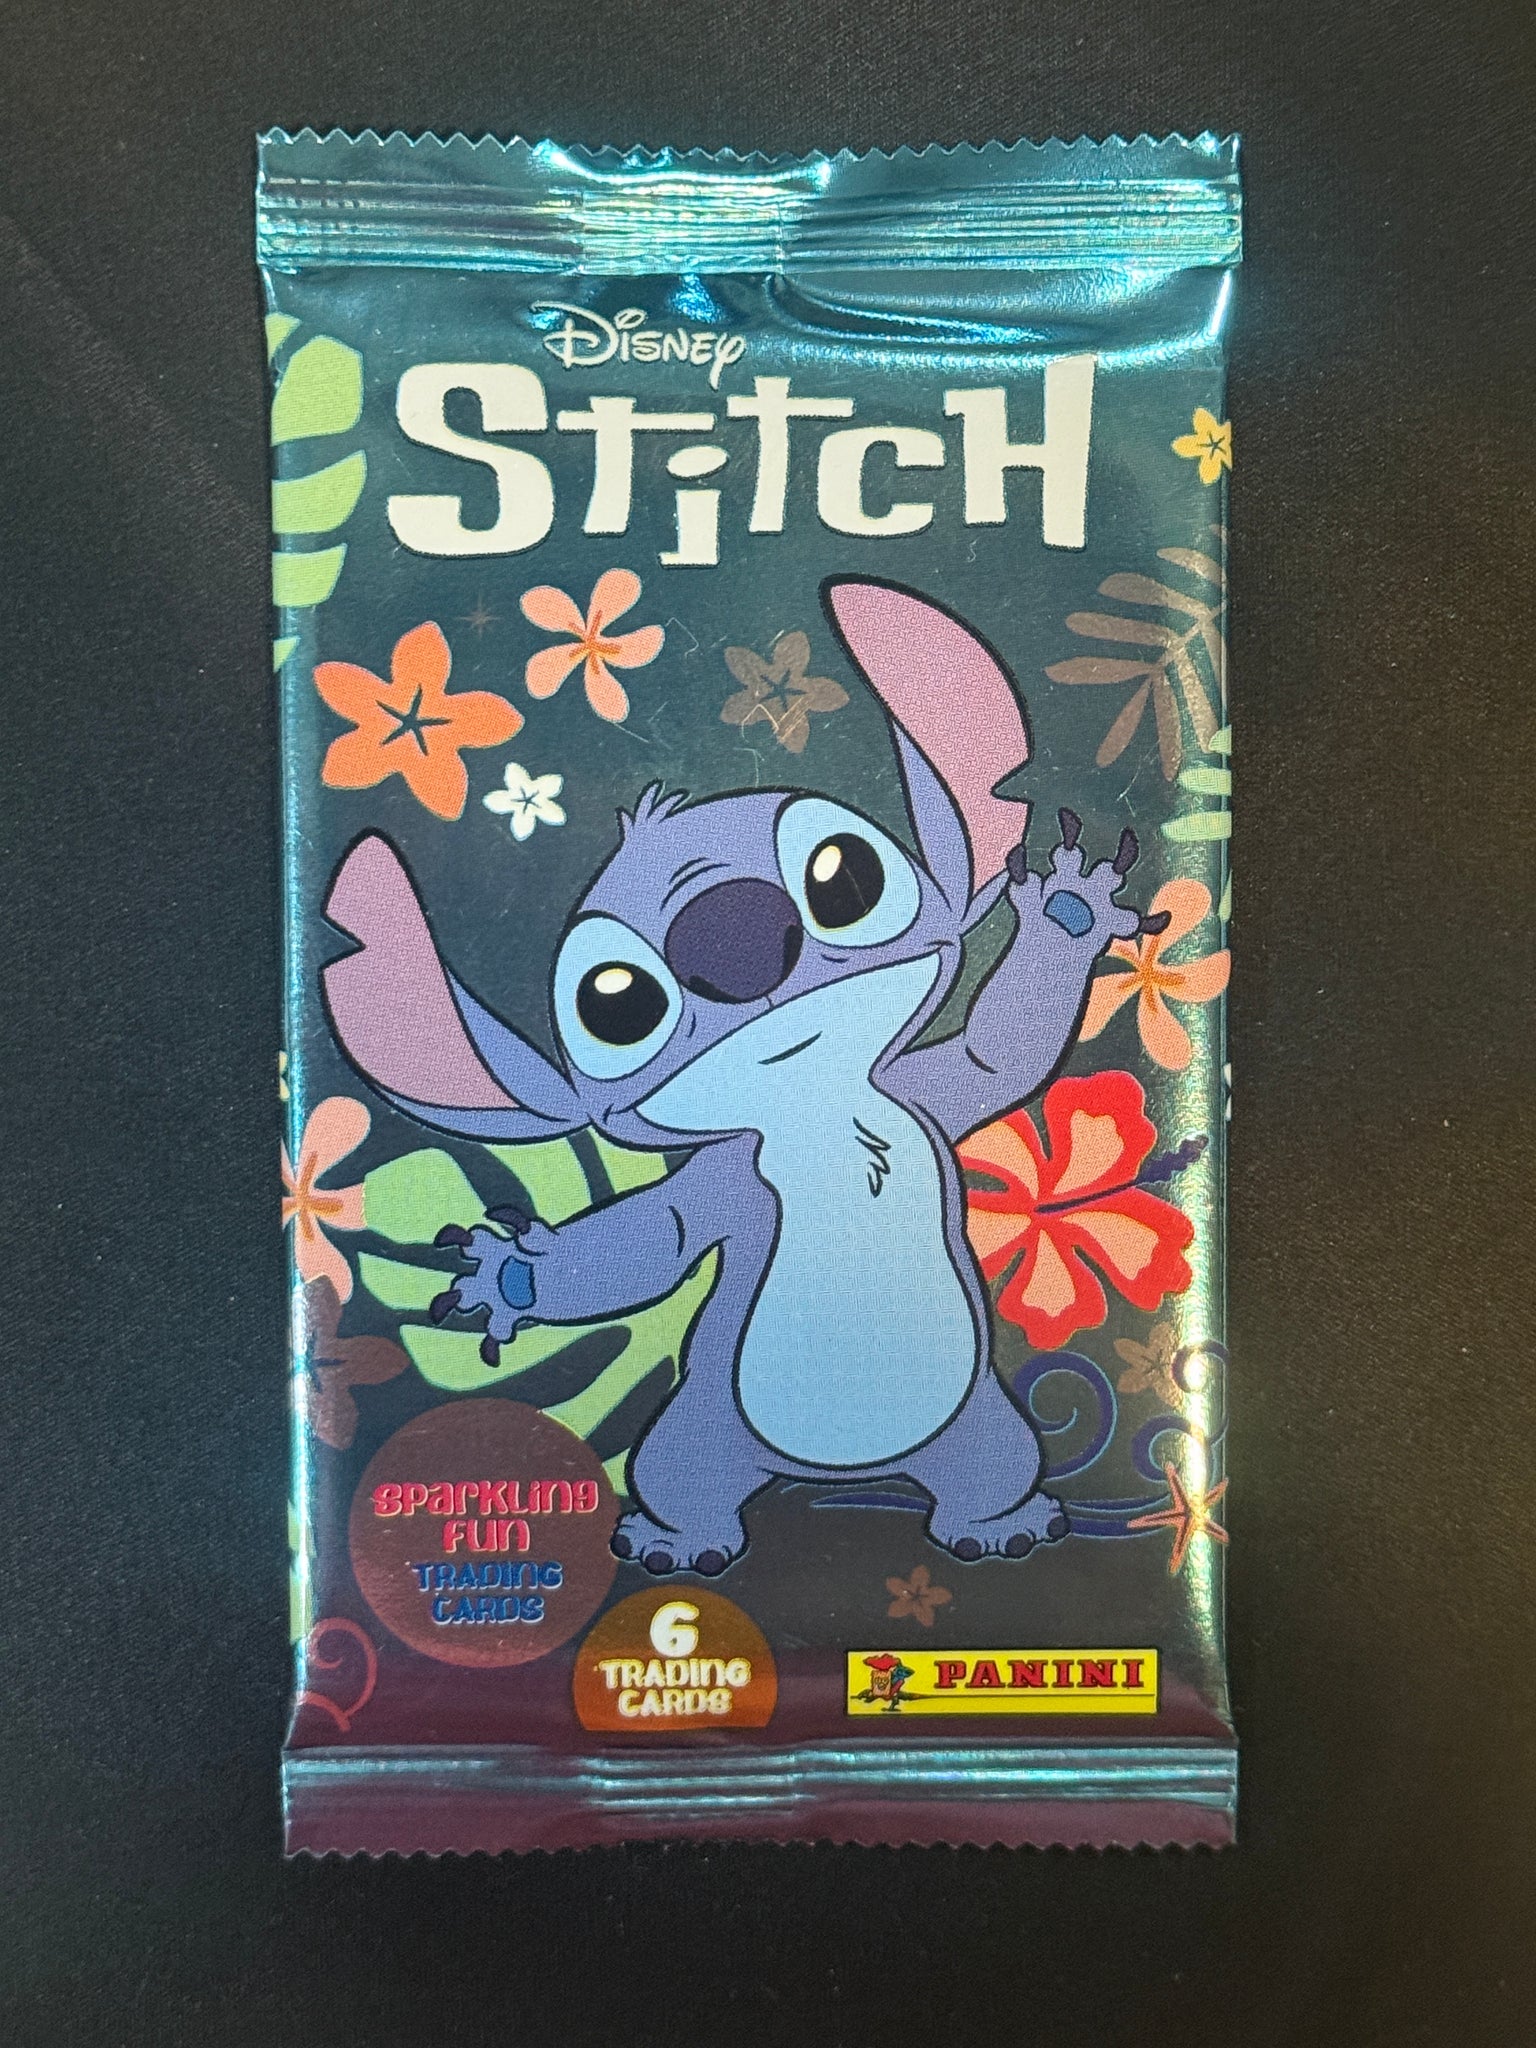 Disney
Stitch
Sparkling
Fun
Trading
Cards
6
Trading
Cards
PANINI